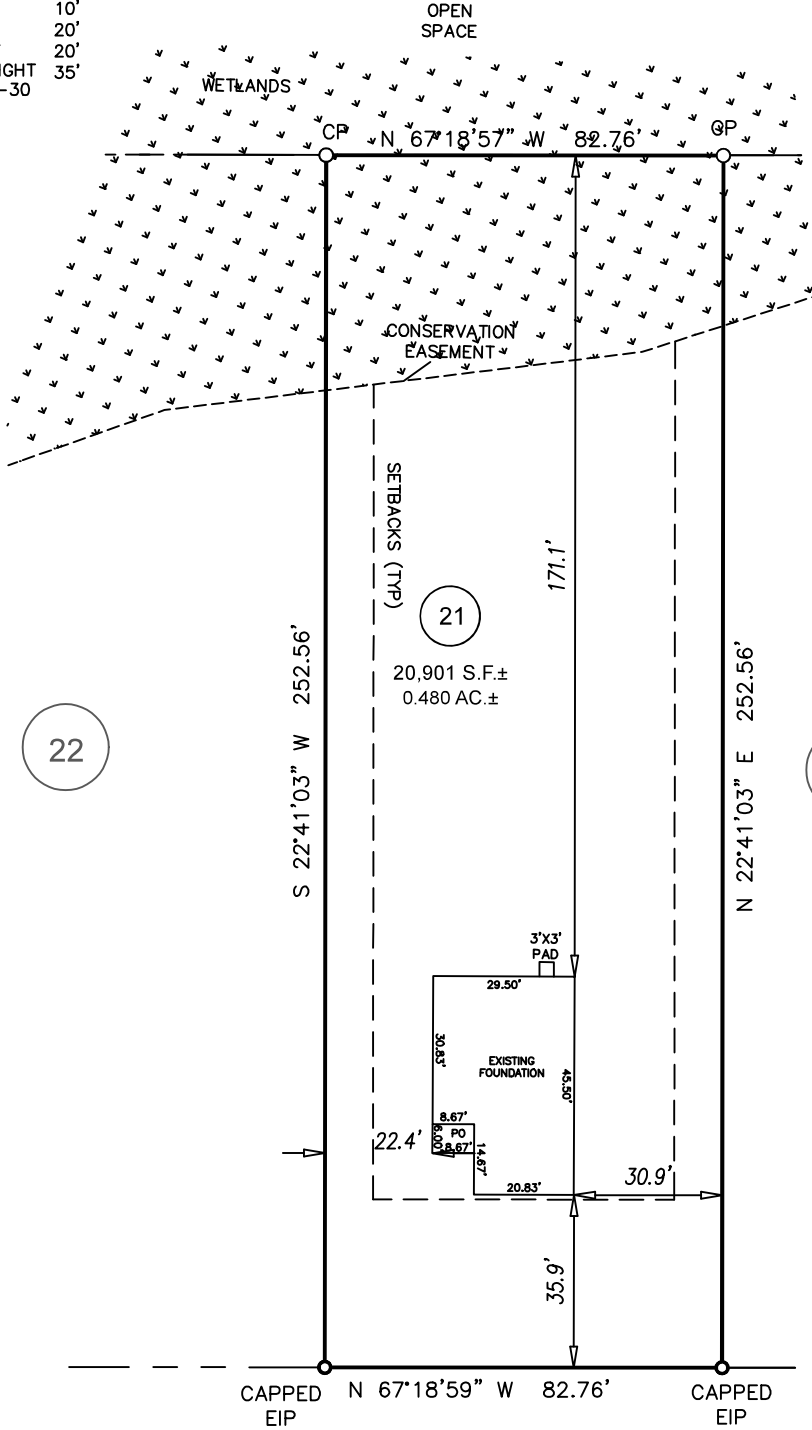 10'
20'
20'
IGHT 35'
-30
OPEN
SPACE
WETLANDS
CP
N 67°18'57" W 82.76'
CP
CONSERVATION
EASEMENT
SETBACKS (TYP)
171.1'
21
20,901 S.F.±
0.480 AC.±
22
S 22°41'03" W 252.56'
N 22°41'03" E 252.56'
3'X3'
PAD
29.50'
30.83'
EXISTING
FOUNDATION
45.50'
8.67'
PO
6.00'
8.67'
14.67'
22.4'
20.83'
30.9'
35.9'
CAPPED
EIP
N 67°18'59" W 82.76'
CAPPED
EIP